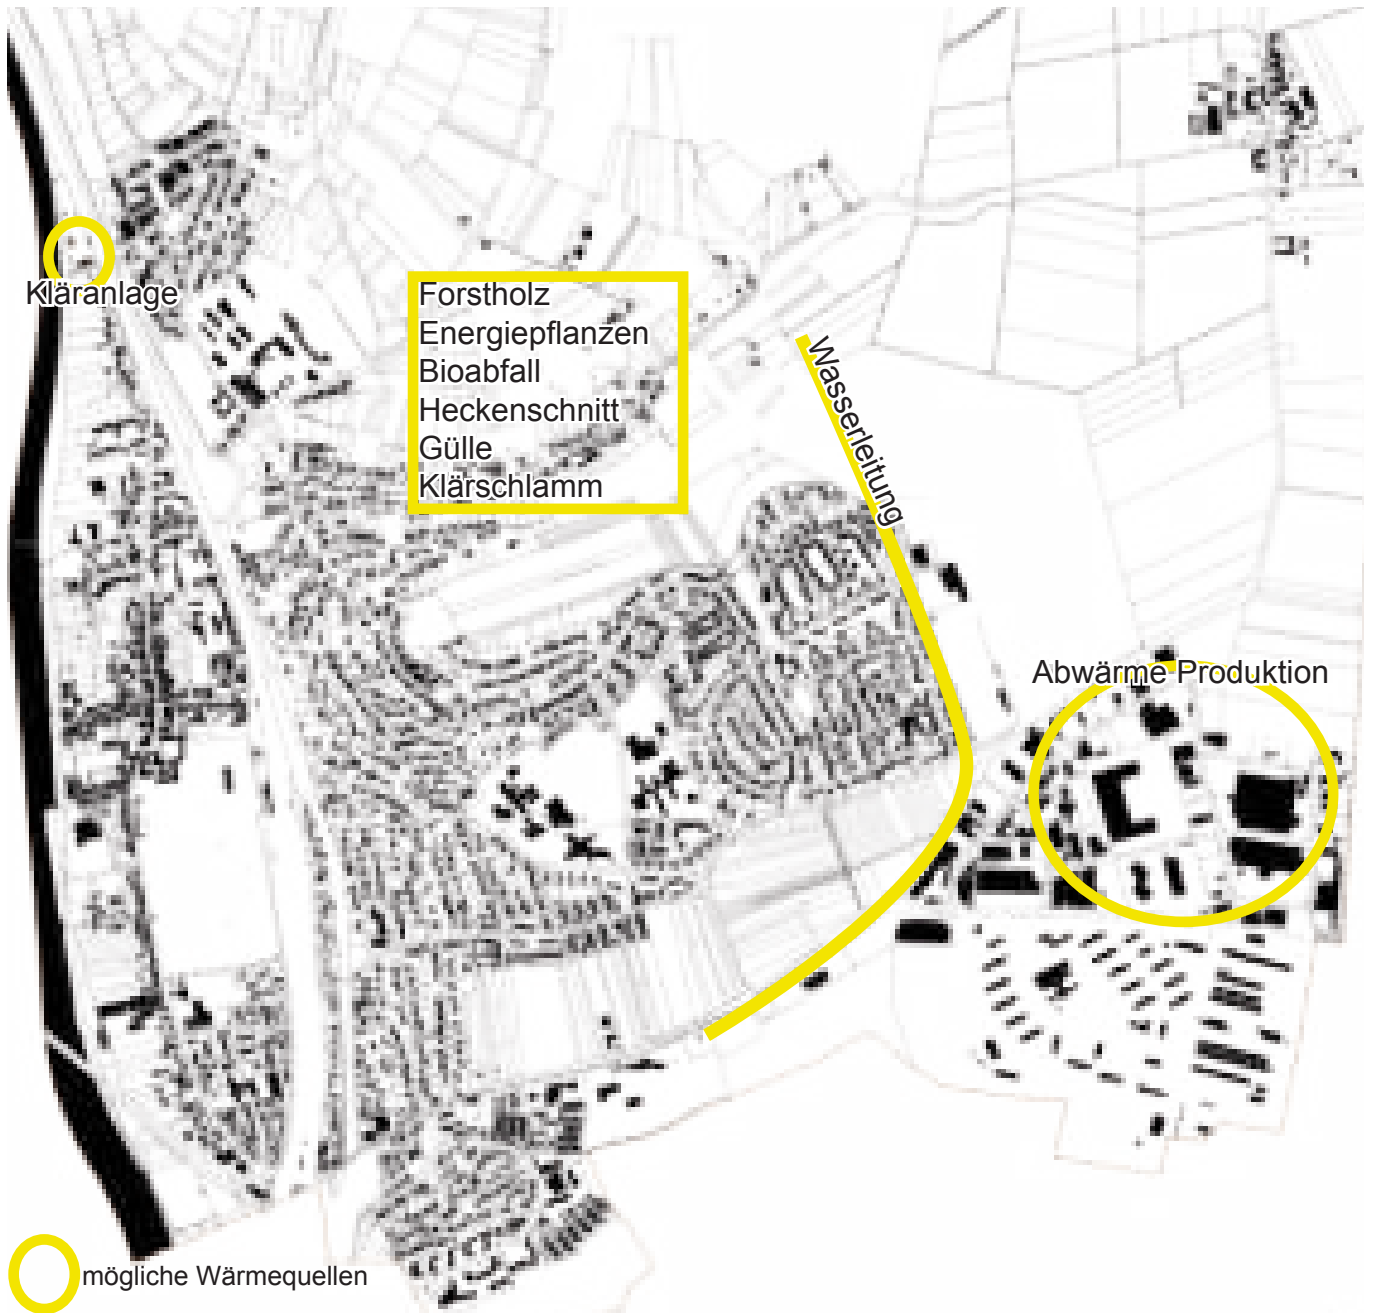 Kläranlage
Forstholz
Energiepflanzen
Bioabfall
Heckenschnitt
Gülle
Klärschlamm
Wasserleitung
Abwärme Produktion
mögliche Wärmequellen